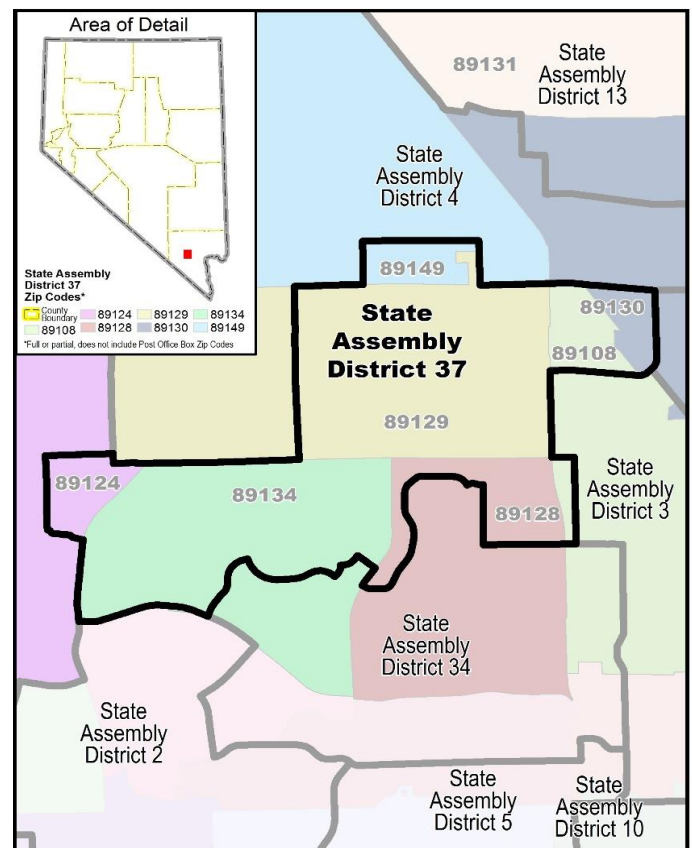 Area of Detail
State Assembly
District 37
Zip Codes*
County
Boundary
89108
89124
89128
89129
89130
89134
89149
*Full or partial, does not include Post Office Box Zip Codes
89131
State
Assembly
District 13
State
Assembly
District 4
89149
State
Assembly
District 37
89130
89108
89129
89124
89134
89128
State
Assembly
District 3
State
Assembly
District 34
State
Assembly
District 2
State
Assembly
District 5
State
Assembly
District 10